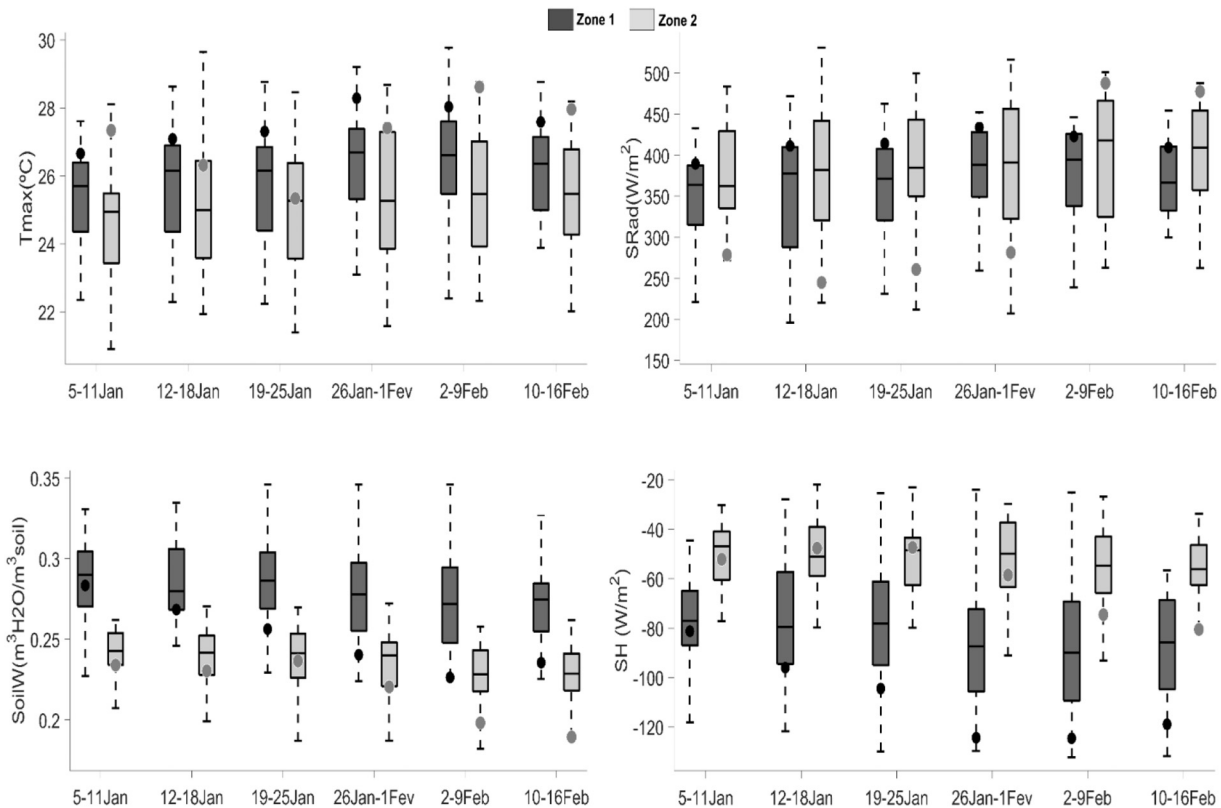 Zone 1 Zone 2
Tmax(ºC)
30
28
26
24
22
5-11Jan 12-18Jan 19-25Jan 26Jan-1Fev 2-9Feb 10-16Feb
SRad(W/m²)
500
450
400
350
300
250
200
150
5-11Jan 12-18Jan 19-25Jan 26Jan-1Fev 2-9Feb 10-16Feb
SoilW(m³H2O/m³soil)
0.35
0.3
0.25
0.2
5-11Jan 12-18Jan 19-25Jan 26Jan-1Fev 2-9Feb 10-16Feb
SH (W/m²)
-20
-40
-60
-80
-100
-120
5-11Jan 12-18Jan 19-25Jan 26Jan-1Fev 2-9Feb 10-16Feb